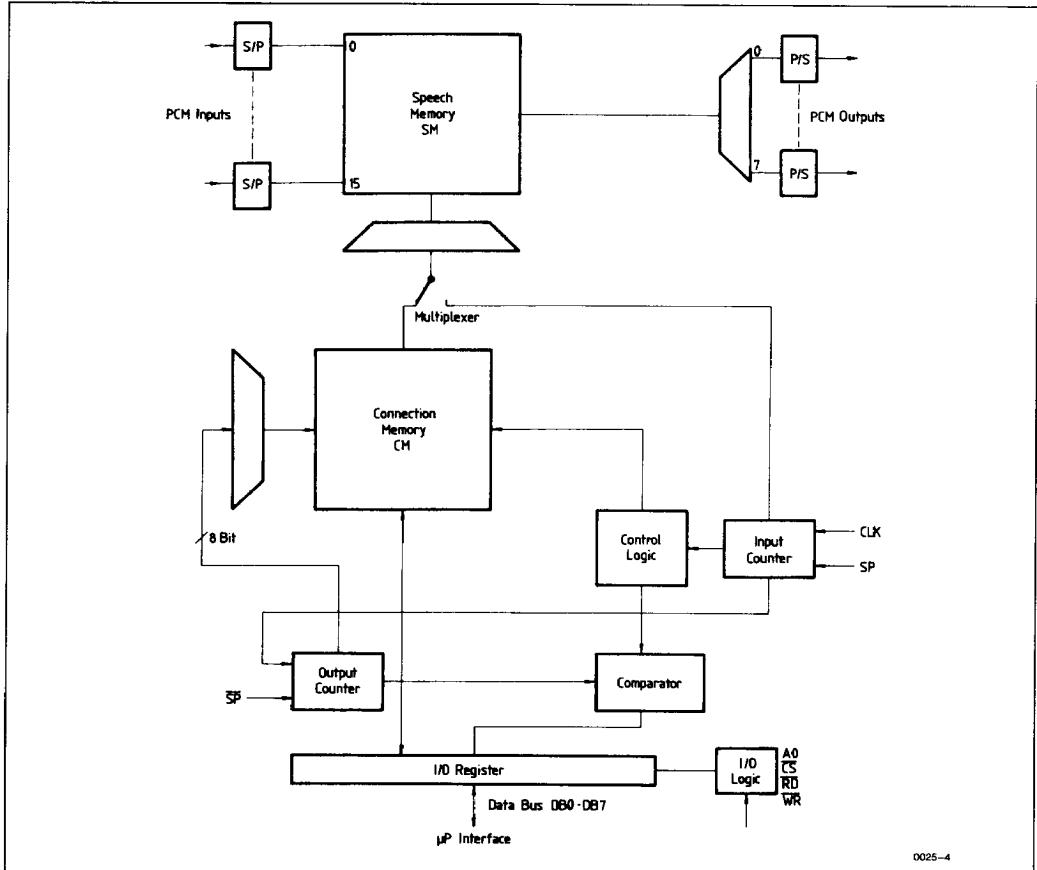 S/P
0
P/S
PCM Inputs
Speech
Memory
SM
PCM Outputs
S/P
15
7
P/S
0
Multiplexer
Connection
Memory
CM
8 Bit
Control
Logic
Input
Counter
CLK
SP
Output
Counter
SP
Comparator
I/O Register
I/O
Logic
A0
CS
RD
WR
Data Bus DB0-DB7
µP Interface
0025-4